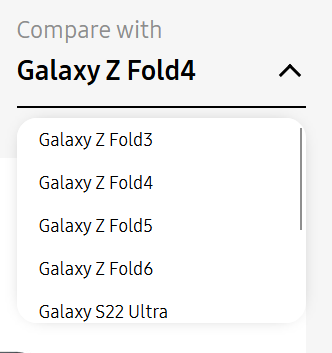 Compare with
Galaxy Z Fold4
Galaxy Z Fold3
Galaxy Z Fold4
Galaxy Z Fold5
Galaxy Z Fold6
Galaxy S22 Ultra